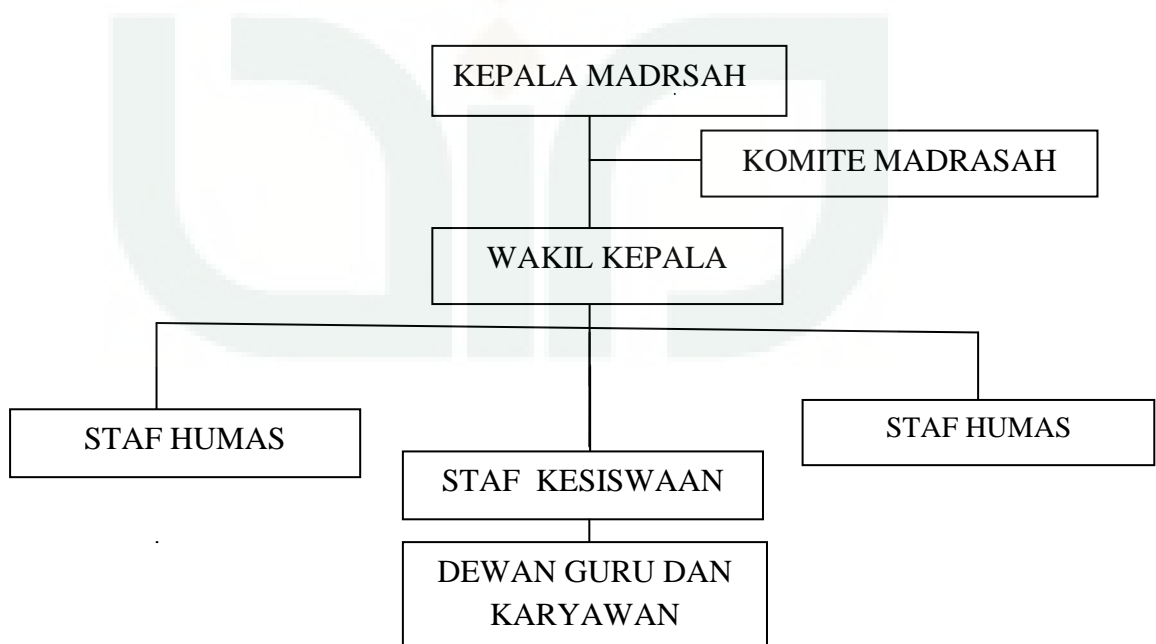 KEPALA MADRSAH
KOMITE MADRASAH
WAKIL KEPALA
STAF HUMAS
STAF HUMAS
STAF KESISWAAN
DEWAN GURU DAN
KARYAWAN